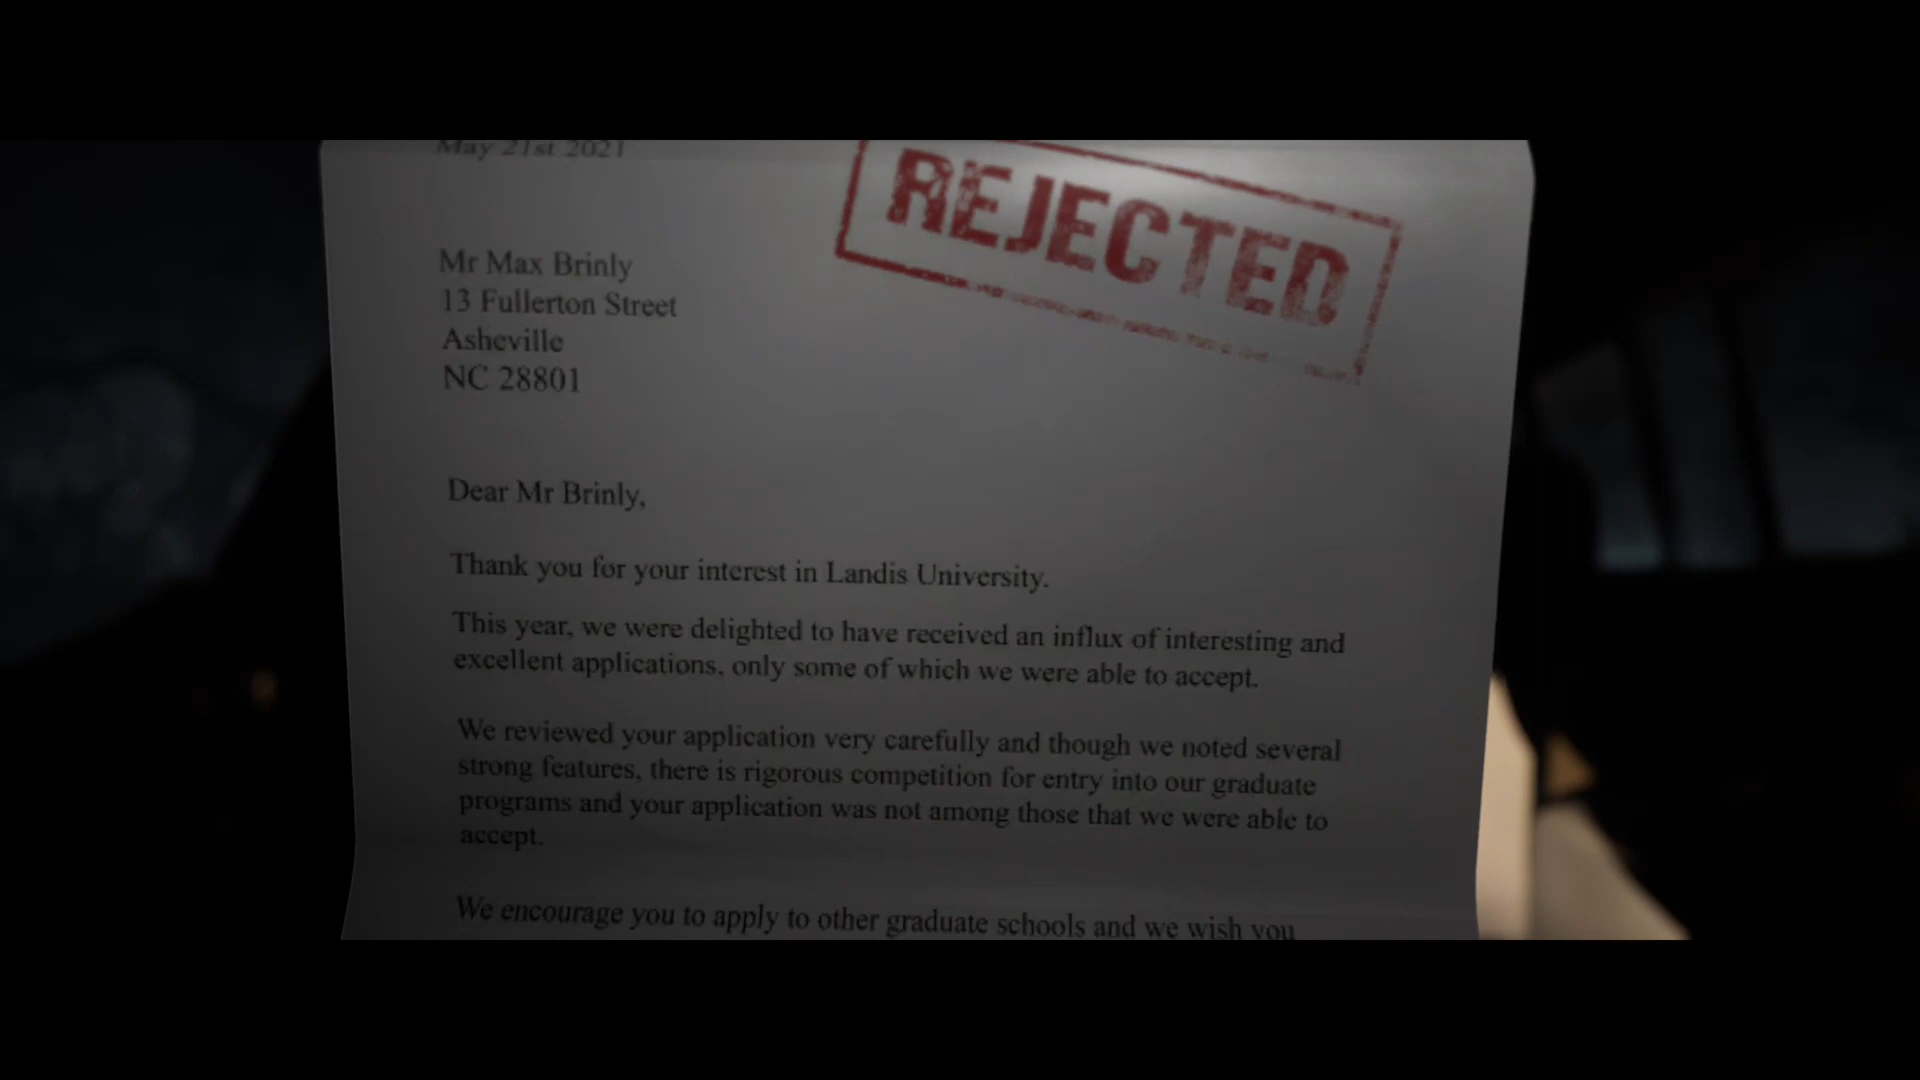 May 21st 2021
REJECTED
Mr Max Brinly
13 Fullerton Street
Asheville
NC 28801
Dear Mr Brinly,
Thank you for your interest in Landis University.
This year, we were delighted to have received an influx of interesting and
excellent applications, only some of which we were able to accept.
We reviewed your application very carefully and though we noted several
strong features, there is rigorous competition for entry into our graduate
programs and your application was not among those that we were able to
accept.
We encourage you to apply to other graduate schools and we wish you